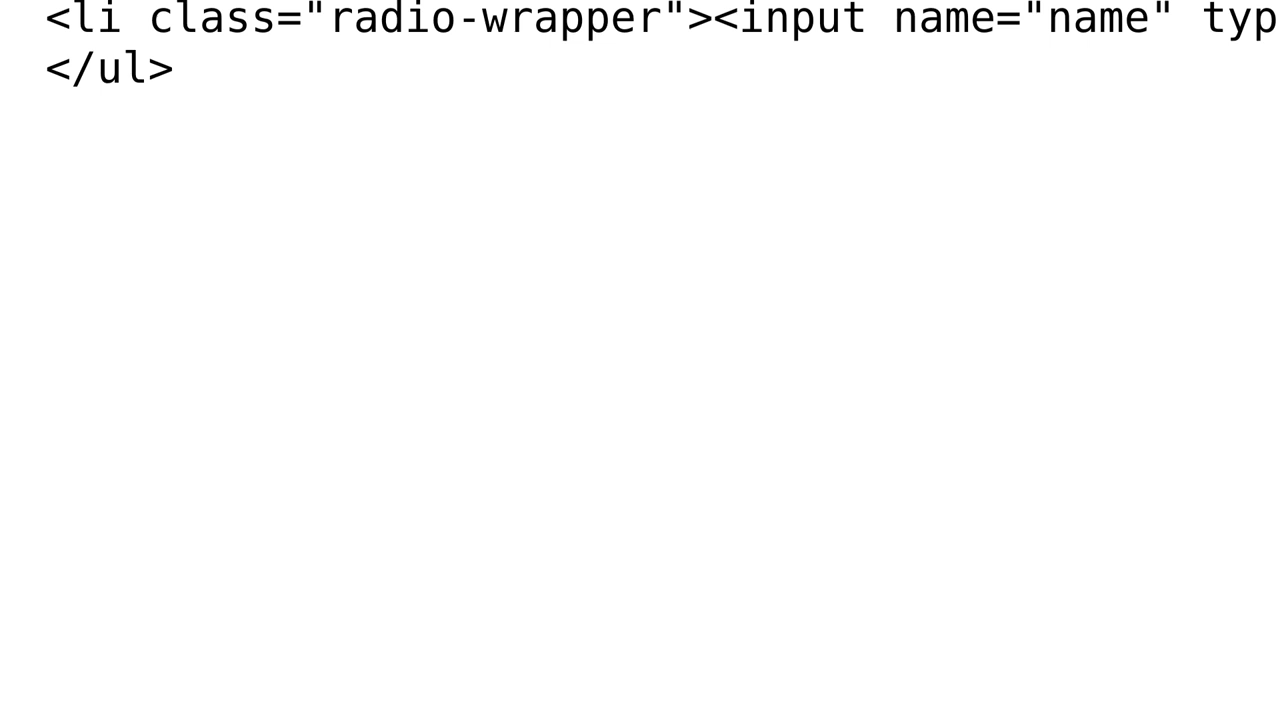 <li class="radio-wrapper"><input name="name" typ
</ul>